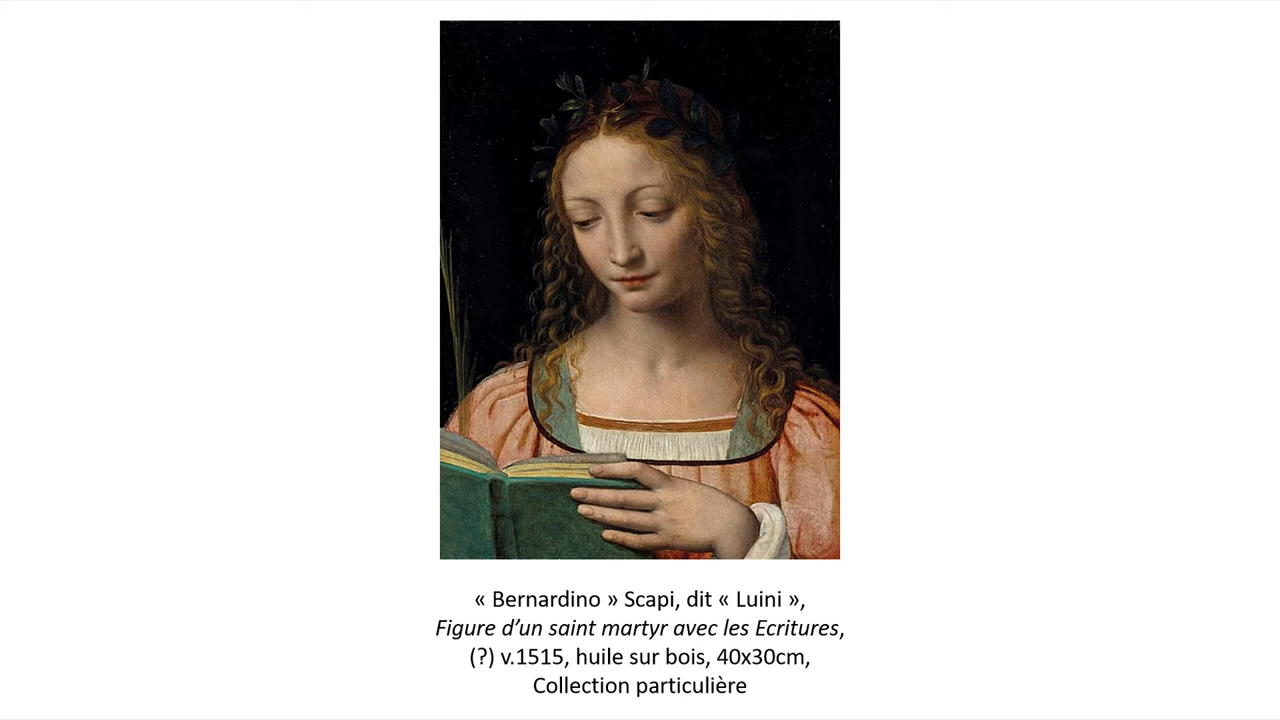 « Bernardino » Scapi, dit « Luini »,
Figure d’un saint martyr avec les Ecritures,
(?) v.1515, huile sur bois, 40x30cm,
Collection particulière